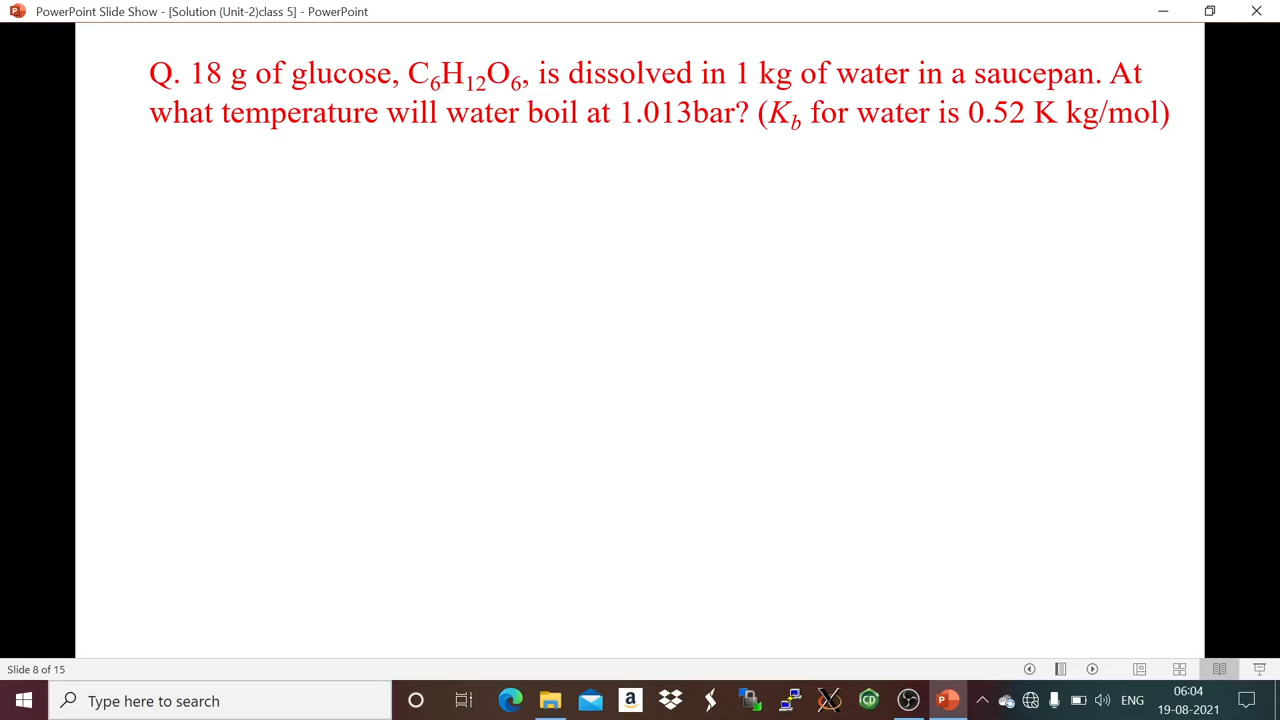 PowerPoint Slide Show - [Solution (Unit-2)class 5] - PowerPoint
Q. 18 g of glucose, C₆H₁₂O₆, is dissolved in 1 kg of water in a saucepan. At
what temperature will water boil at 1.013bar? (K_b for water is 0.52 K kg/mol)
Slide 8 of 15
Type here to search
ENG
06:04
19-08-2021